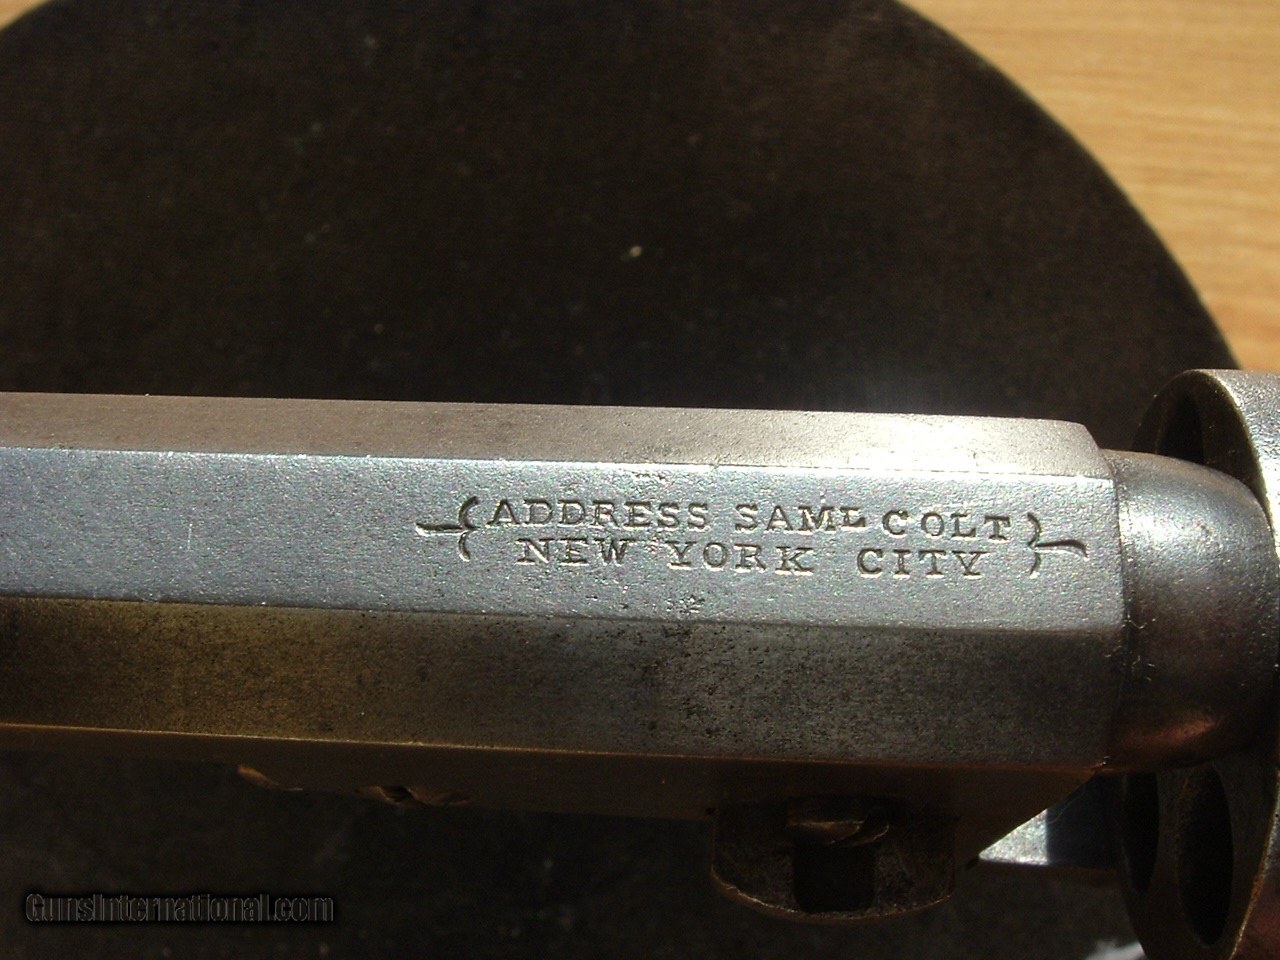 ADDRESS SAML COLT
NEW YORK CITY
GunsInternational.com